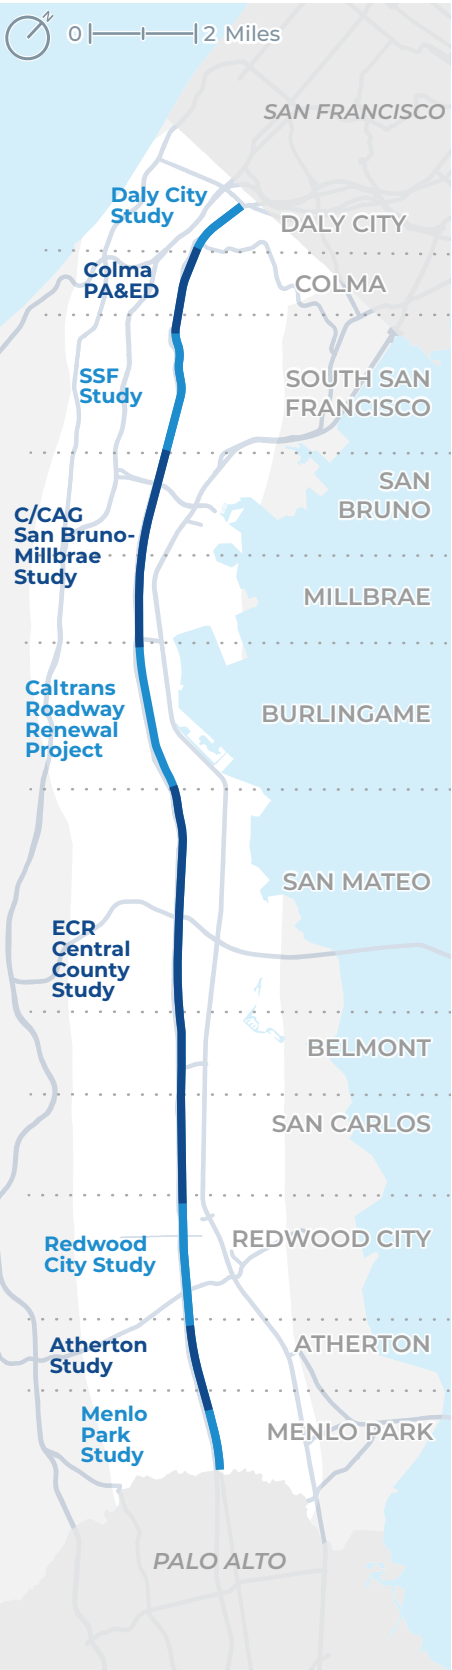 N
0 2 Miles
SAN FRANCISCO
Daly City
Study
DALY CITY
Colma
PA&ED
COLMA
SSF
Study
SOUTH SAN
FRANCISCO
SAN
BRUNO
C/CAG
San Bruno-
Millbrae
Study
MILLBRAE
Caltrans
Roadway
Renewal
Project
BURLINGAME
SAN MATEO
ECR
Central
County
Study
BELMONT
SAN CARLOS
REDWOOD CITY
Redwood
City Study
ATHERTON
Atherton
Study
Menlo
Park
Study
MENLO PARK
PALO ALTO